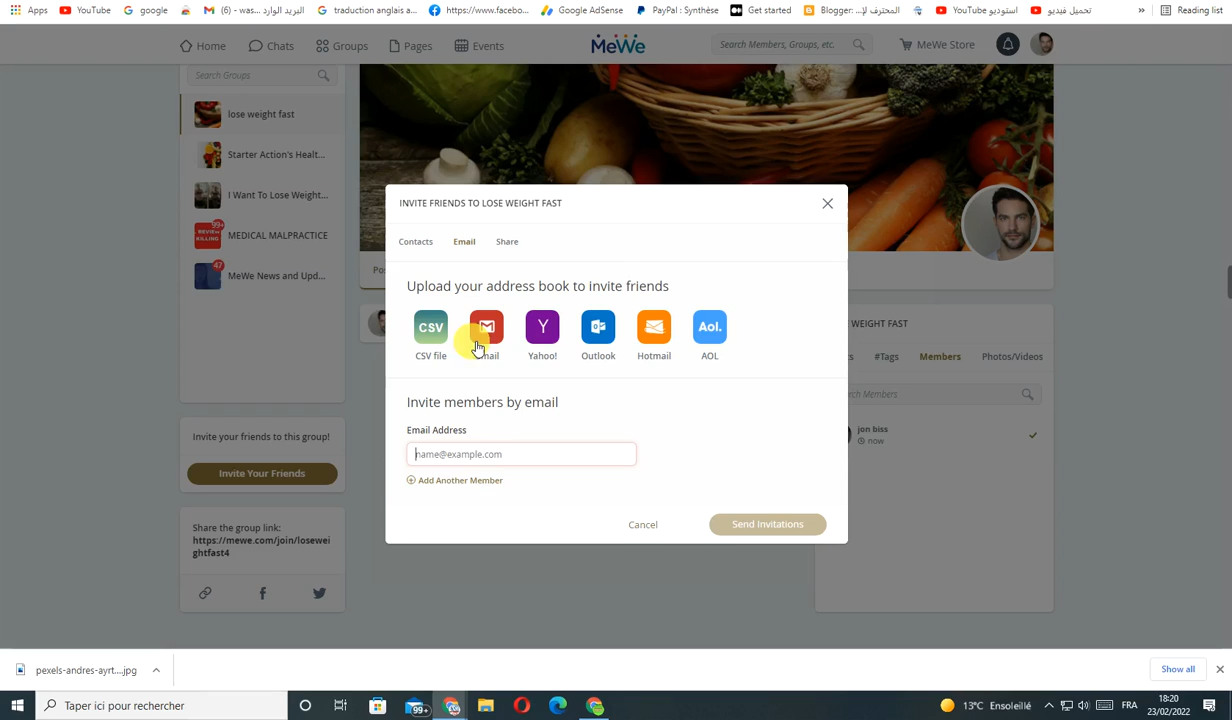 Apps YouTube google (6) - was... البريد الوارد traduction anglais a... https://www.facebo... Google AdSense PayPal : Synthèse Get started Blogger: المحترف لإ... YouTube استوديو تحميل فيديو » Reading list
Home Chats Groups Pages Events MeWe Search Members, Groups, etc. MeWe Store
Search Groups
lose weight fast
Starter Action's Healt...
I Want To Lose Weight...
99+
MEDICAL MALPRACTICE
REVIEW
KILLING
47
MeWe News and Upd...
INVITE FRIENDS TO LOSE WEIGHT FAST
Contacts Email Share
Upload your address book to invite friends
CSV Y Aol.
CSV file Yahoo! Outlook Hotmail AOL
Invite members by email
Email Address
name@example.com
Add Another Member
Cancel Send Invitations
WEIGHT FAST
#Tags Members Photos/Videos
Members
jon biss
now
Invite your friends to this group!
Invite Your Friends
Share the group link:
https://mewe.com/join/losewei
ghtfast4
pexels-andres-ayrt....jpg Show all
Taper ici pour rechercher 99+ 13°C Ensoleillé FRA 18:20
23/02/2022